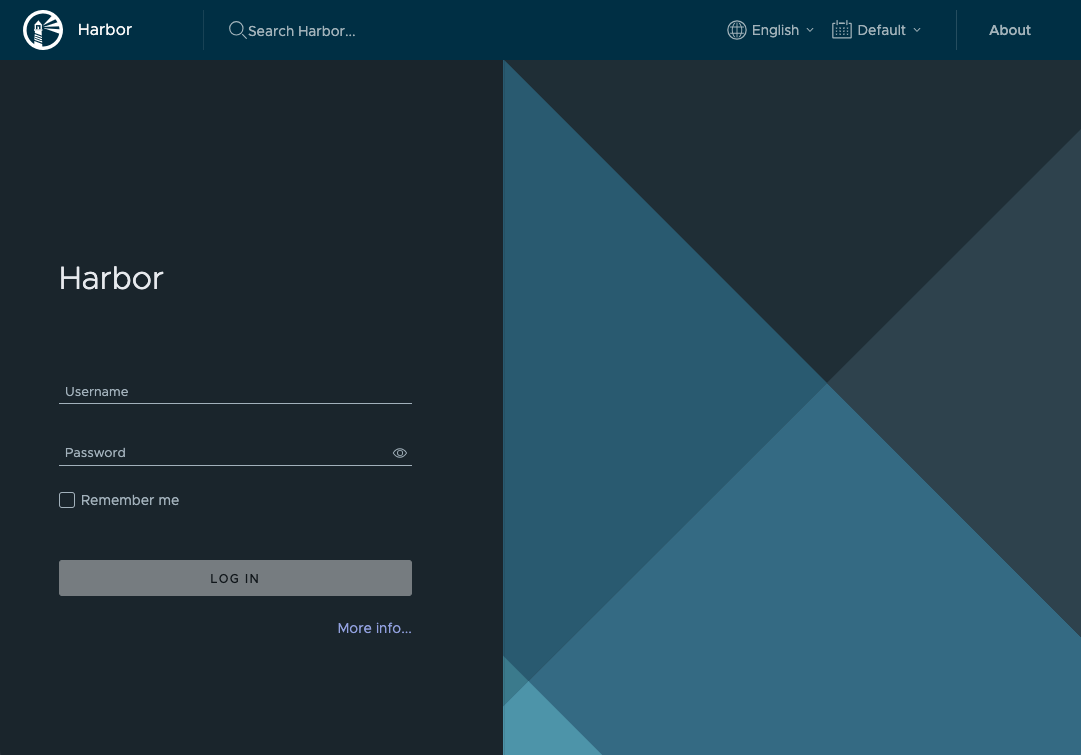 Harbor
Search Harbor...
English
Default
About
Harbor
Username
Password
Remember me
LOG IN
More info...